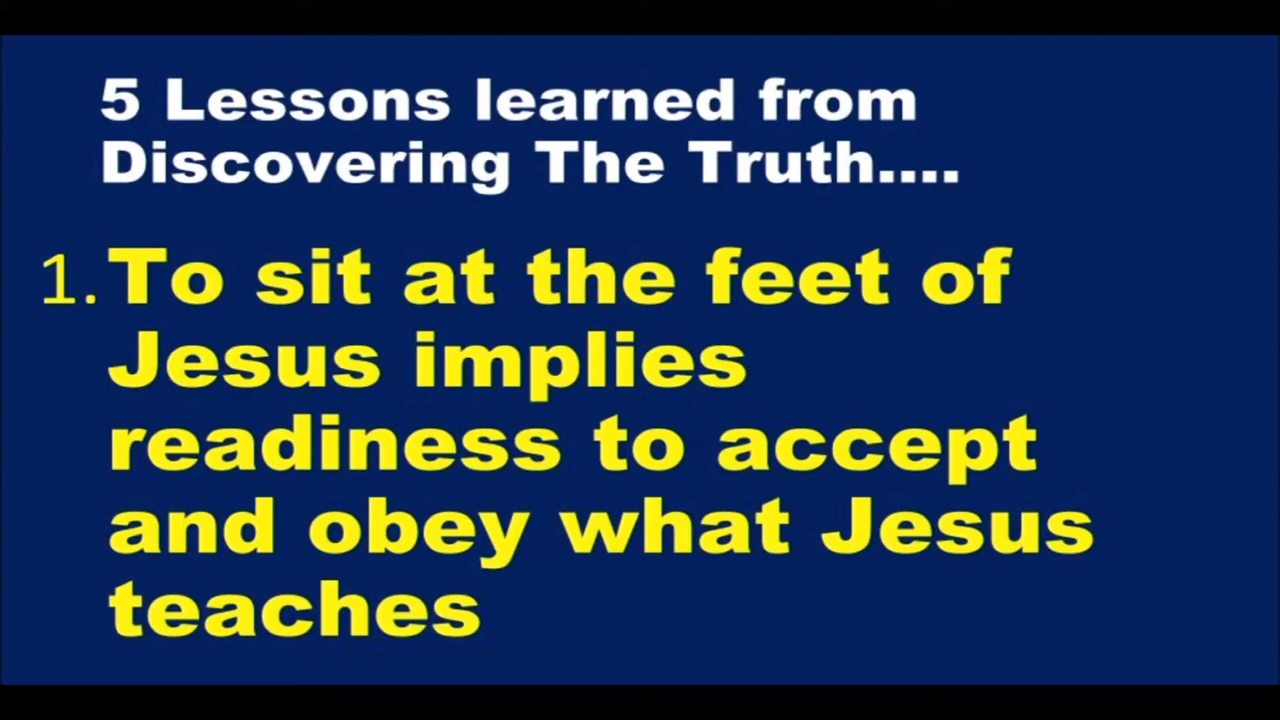 5 Lessons learned from
Discovering The Truth....
1. To sit at the feet of
Jesus implies
readiness to accept
and obey what Jesus
teaches